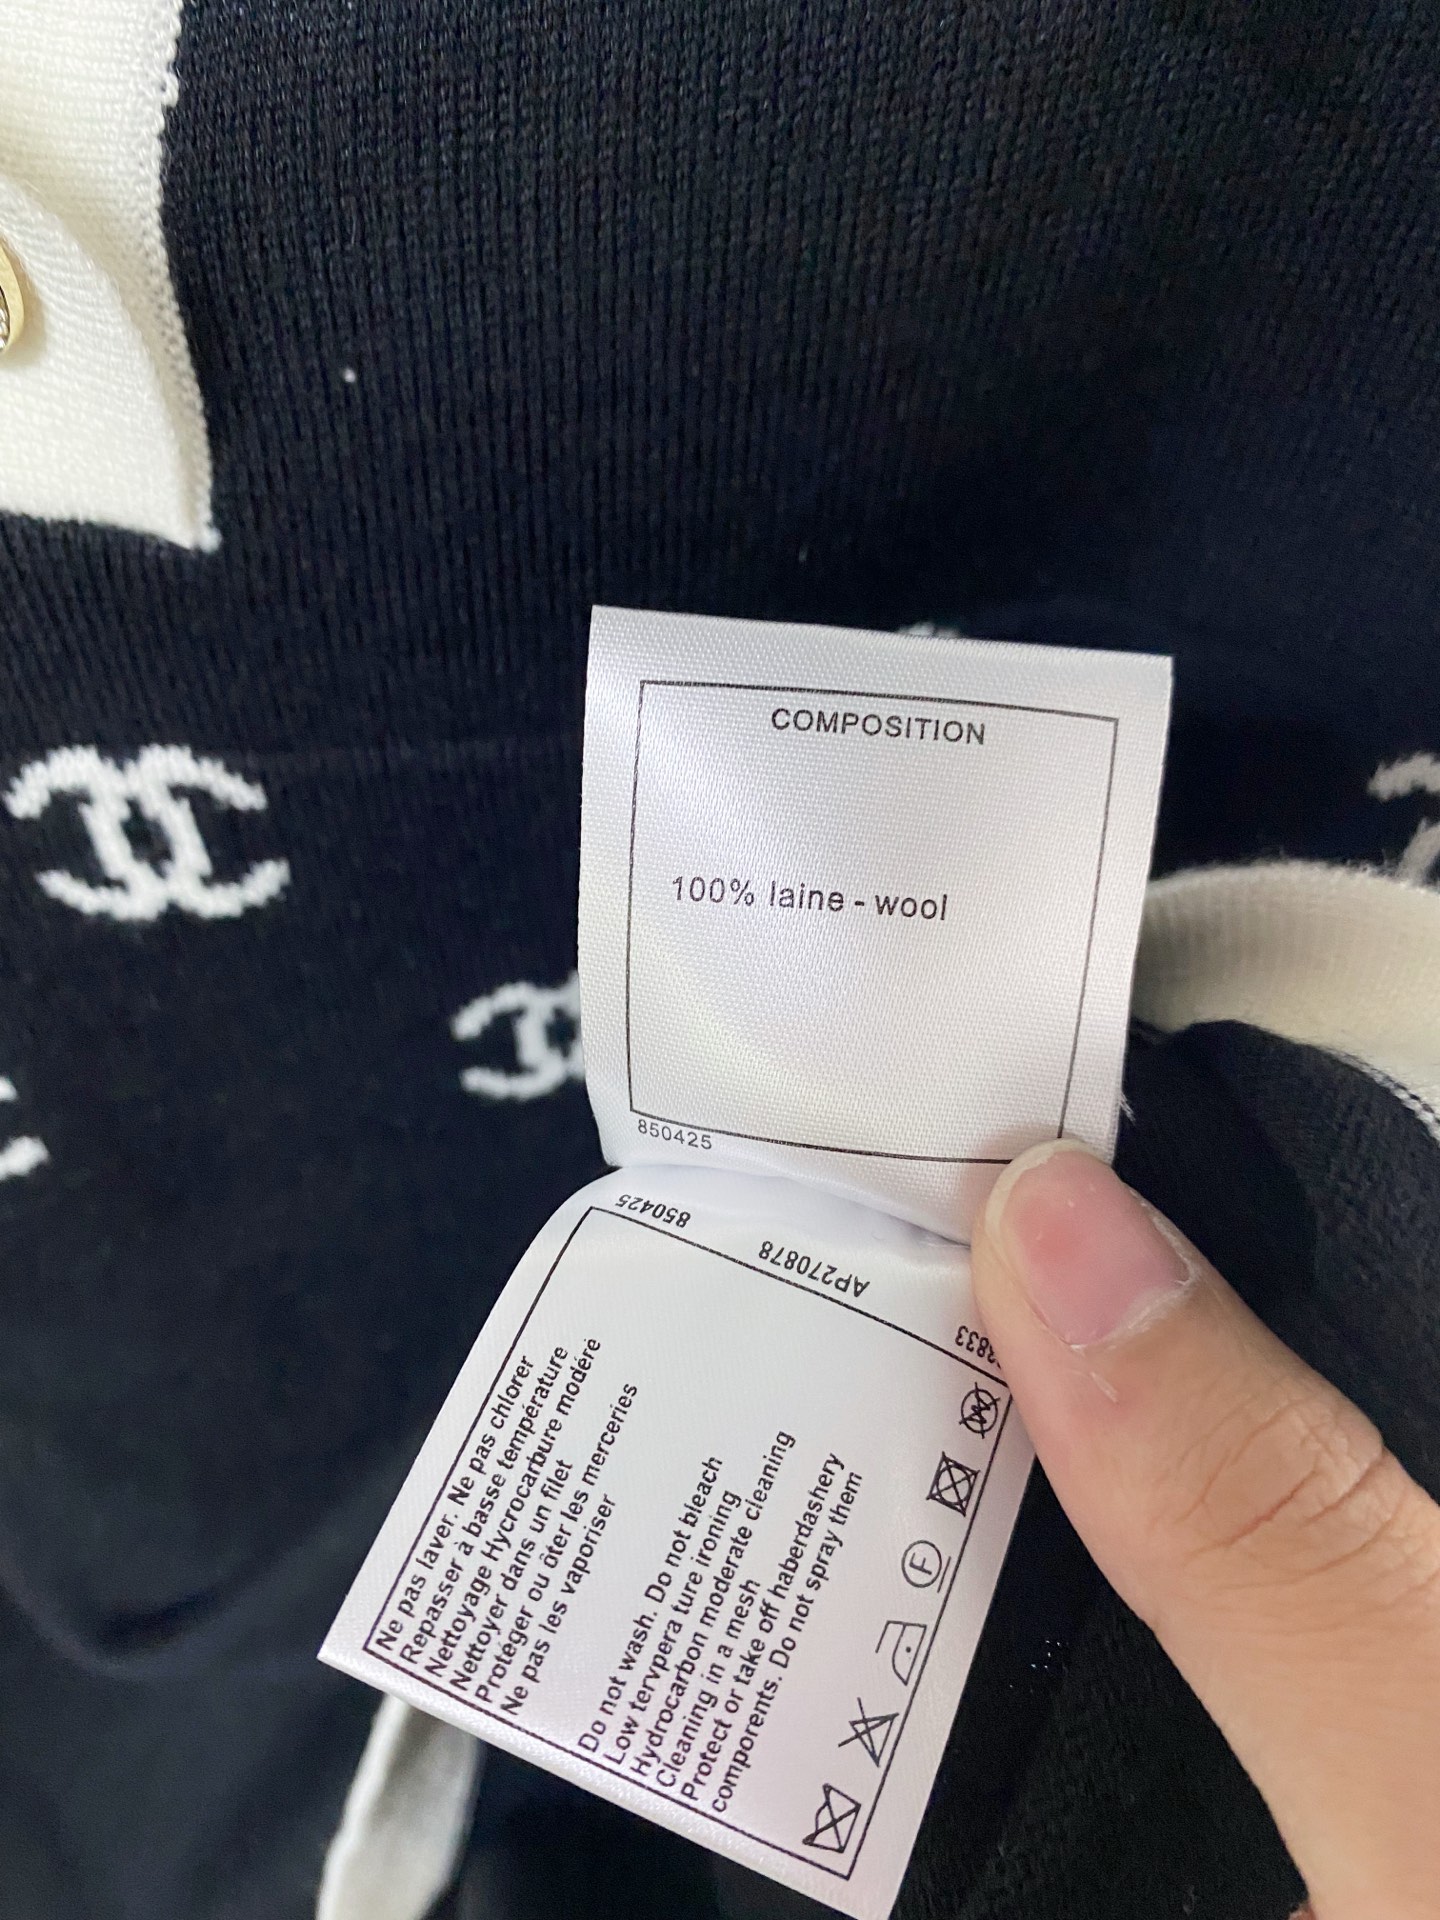 COMPOSITION
100% laine - wool
850425
850425
AP270878
3833
Ne pas laver. Ne pas chlorer
Repasser à basse température
Nettoyage Hycrocarbure modéré
Nettoyer dans un filet
Protéger ou ôter les merceries
Ne pas les vaporiser
Do not wash. Do not bleach
Low tervpera ture ironing
Hydrocarbon moderate cleaning
Cleaning in a mesh
Protect or take off haberdashery
components. Do not spray them
F
W